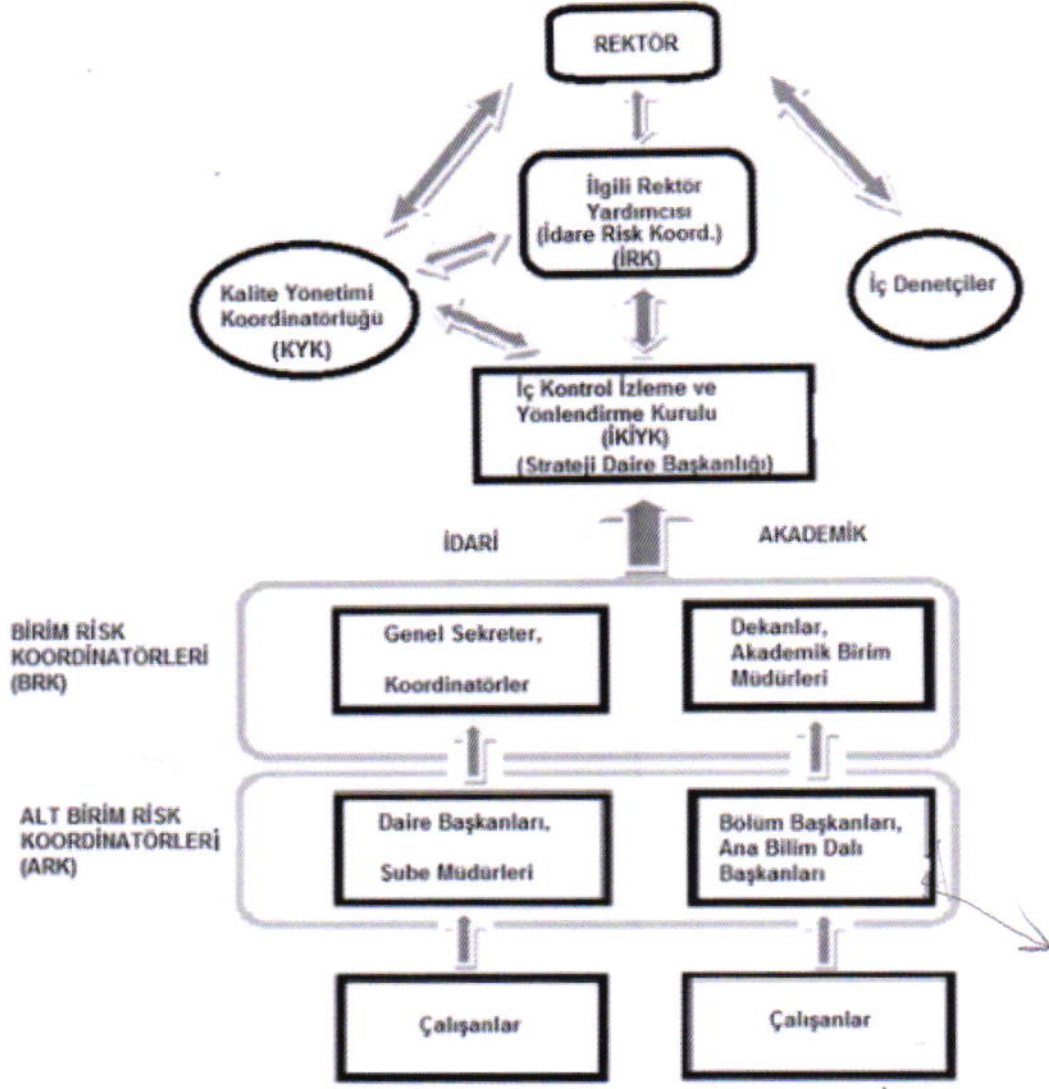 REKTÖR
İlgili Rektör
Yardımcısı
(İdare Risk Koord.)
(İRK)
Kalite Yönetimi
Koordinatörlüğü
(KYK)
İç Denetçiler
İç Kontrol İzleme ve
Yönlendirme Kurulu
(İKİYK)
(Strateji Daire Başkanlığı)
İDARİ
AKADEMİK
BİRİM RİSK
KOORDİNATÖRLERİ
(BRK)
Genel Sekreter,
Koordinatörler
Dekanlar,
Akademik Birim
Müdürleri
ALT BİRİM RİSK
KOORDİNATÖRLERİ
(ARK)
Daire Başkanları,
Şube Müdürleri
Bölüm Başkanları,
Ana Bilim Dalı
Başkanları
Çalışanlar
Çalışanlar